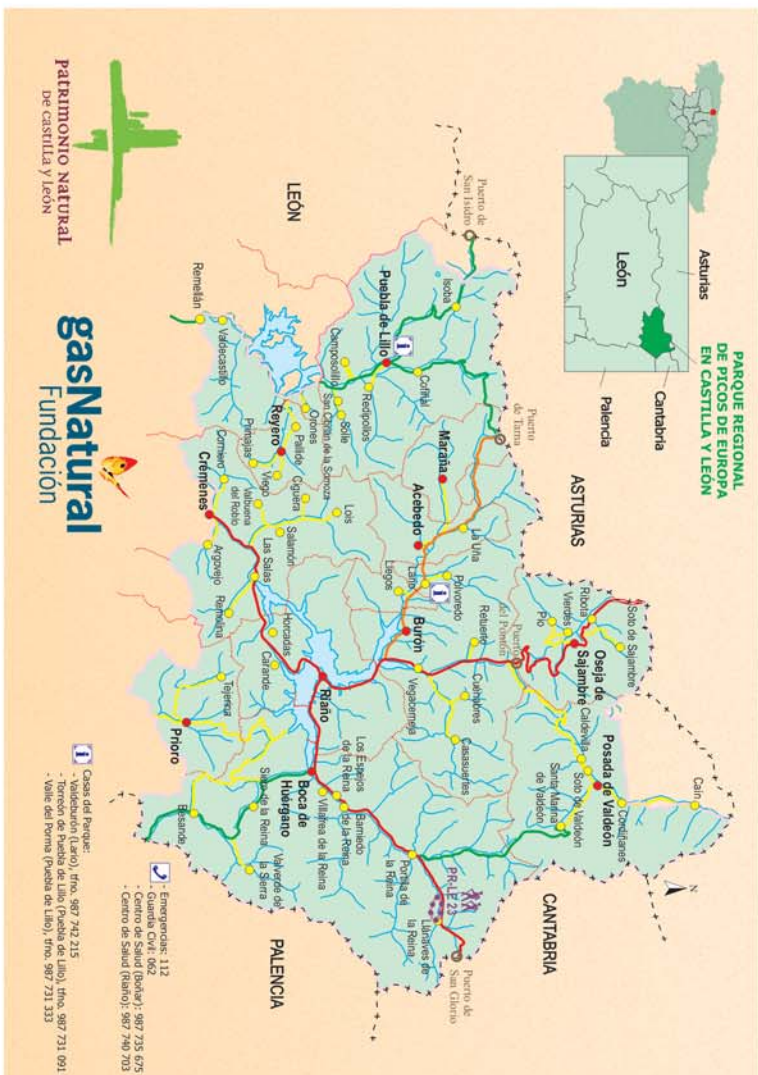 PARQUE REGIONAL
DE PICOS DE EUROPA
EN CASTILLA Y LEÓN
Asturias
Cantabria
León
Palencia
Puerto de
San Isidro
Puerto
de Tarna
ASTURIAS
Soto de Sajambre
Ribota
Vierdes
Pio
Oseja de
Sajambre
Puerto
del Pontón
Caín
Cordiñanes
Posada de Valdeón
Caldevilla
Soto de Valdeón
Santa Marina
de Valdeón
CANTABRIA
N
LEÓN
Isoba
Puebla de Lillo
i
Cofiñal
Redipollos
Camposolillo
Solle
San Cibrián de la Somoza
Orones
Maraña
Acebedo
La Uña
Lario
i
Polvoredo
Liegos
Burón
Retuerto
Cuénabres
Casasuertes
Vegacerneja
Pallide
Reyero
Viego
Primajas
Ciguera
Lois
Salamón
Valdecastillo
Remellán
Corniero
Valbuena
del Roblo
Crémenes
Las Salas
Argovejo
Remolina
Horcadas
Carande
Riaño
Tejerina
Prioro
Los Espejos
de la Reina
Barniedo
de la Reina
Villafrea de la Reina
Boca de
Huérgano
Siero de la Reina
Besande
Valverde de
la Sierra
Portilla de
la Reina
PR-LE 23
Llánaves de
la Reina
Puerto de
San Glorio
PALENCIA
PATRIMONIO NATURAL
DE CASTILLA Y LEÓN
gasNatural
Fundación
i
Casas del Parque:
- Valdeburón (Lario), tfno. 987 742 215
- Torreón de Puebla de Lillo (Puebla de Lillo), tfno. 987 731 091
- Valle del Porma (Puebla de Lillo), tfno. 987 731 333
- Emergencias: 112
- Guardia Civil: 062
- Centro de Salud (Boñar): 987 735 675
- Centro de Salud (Riaño): 987 740 703